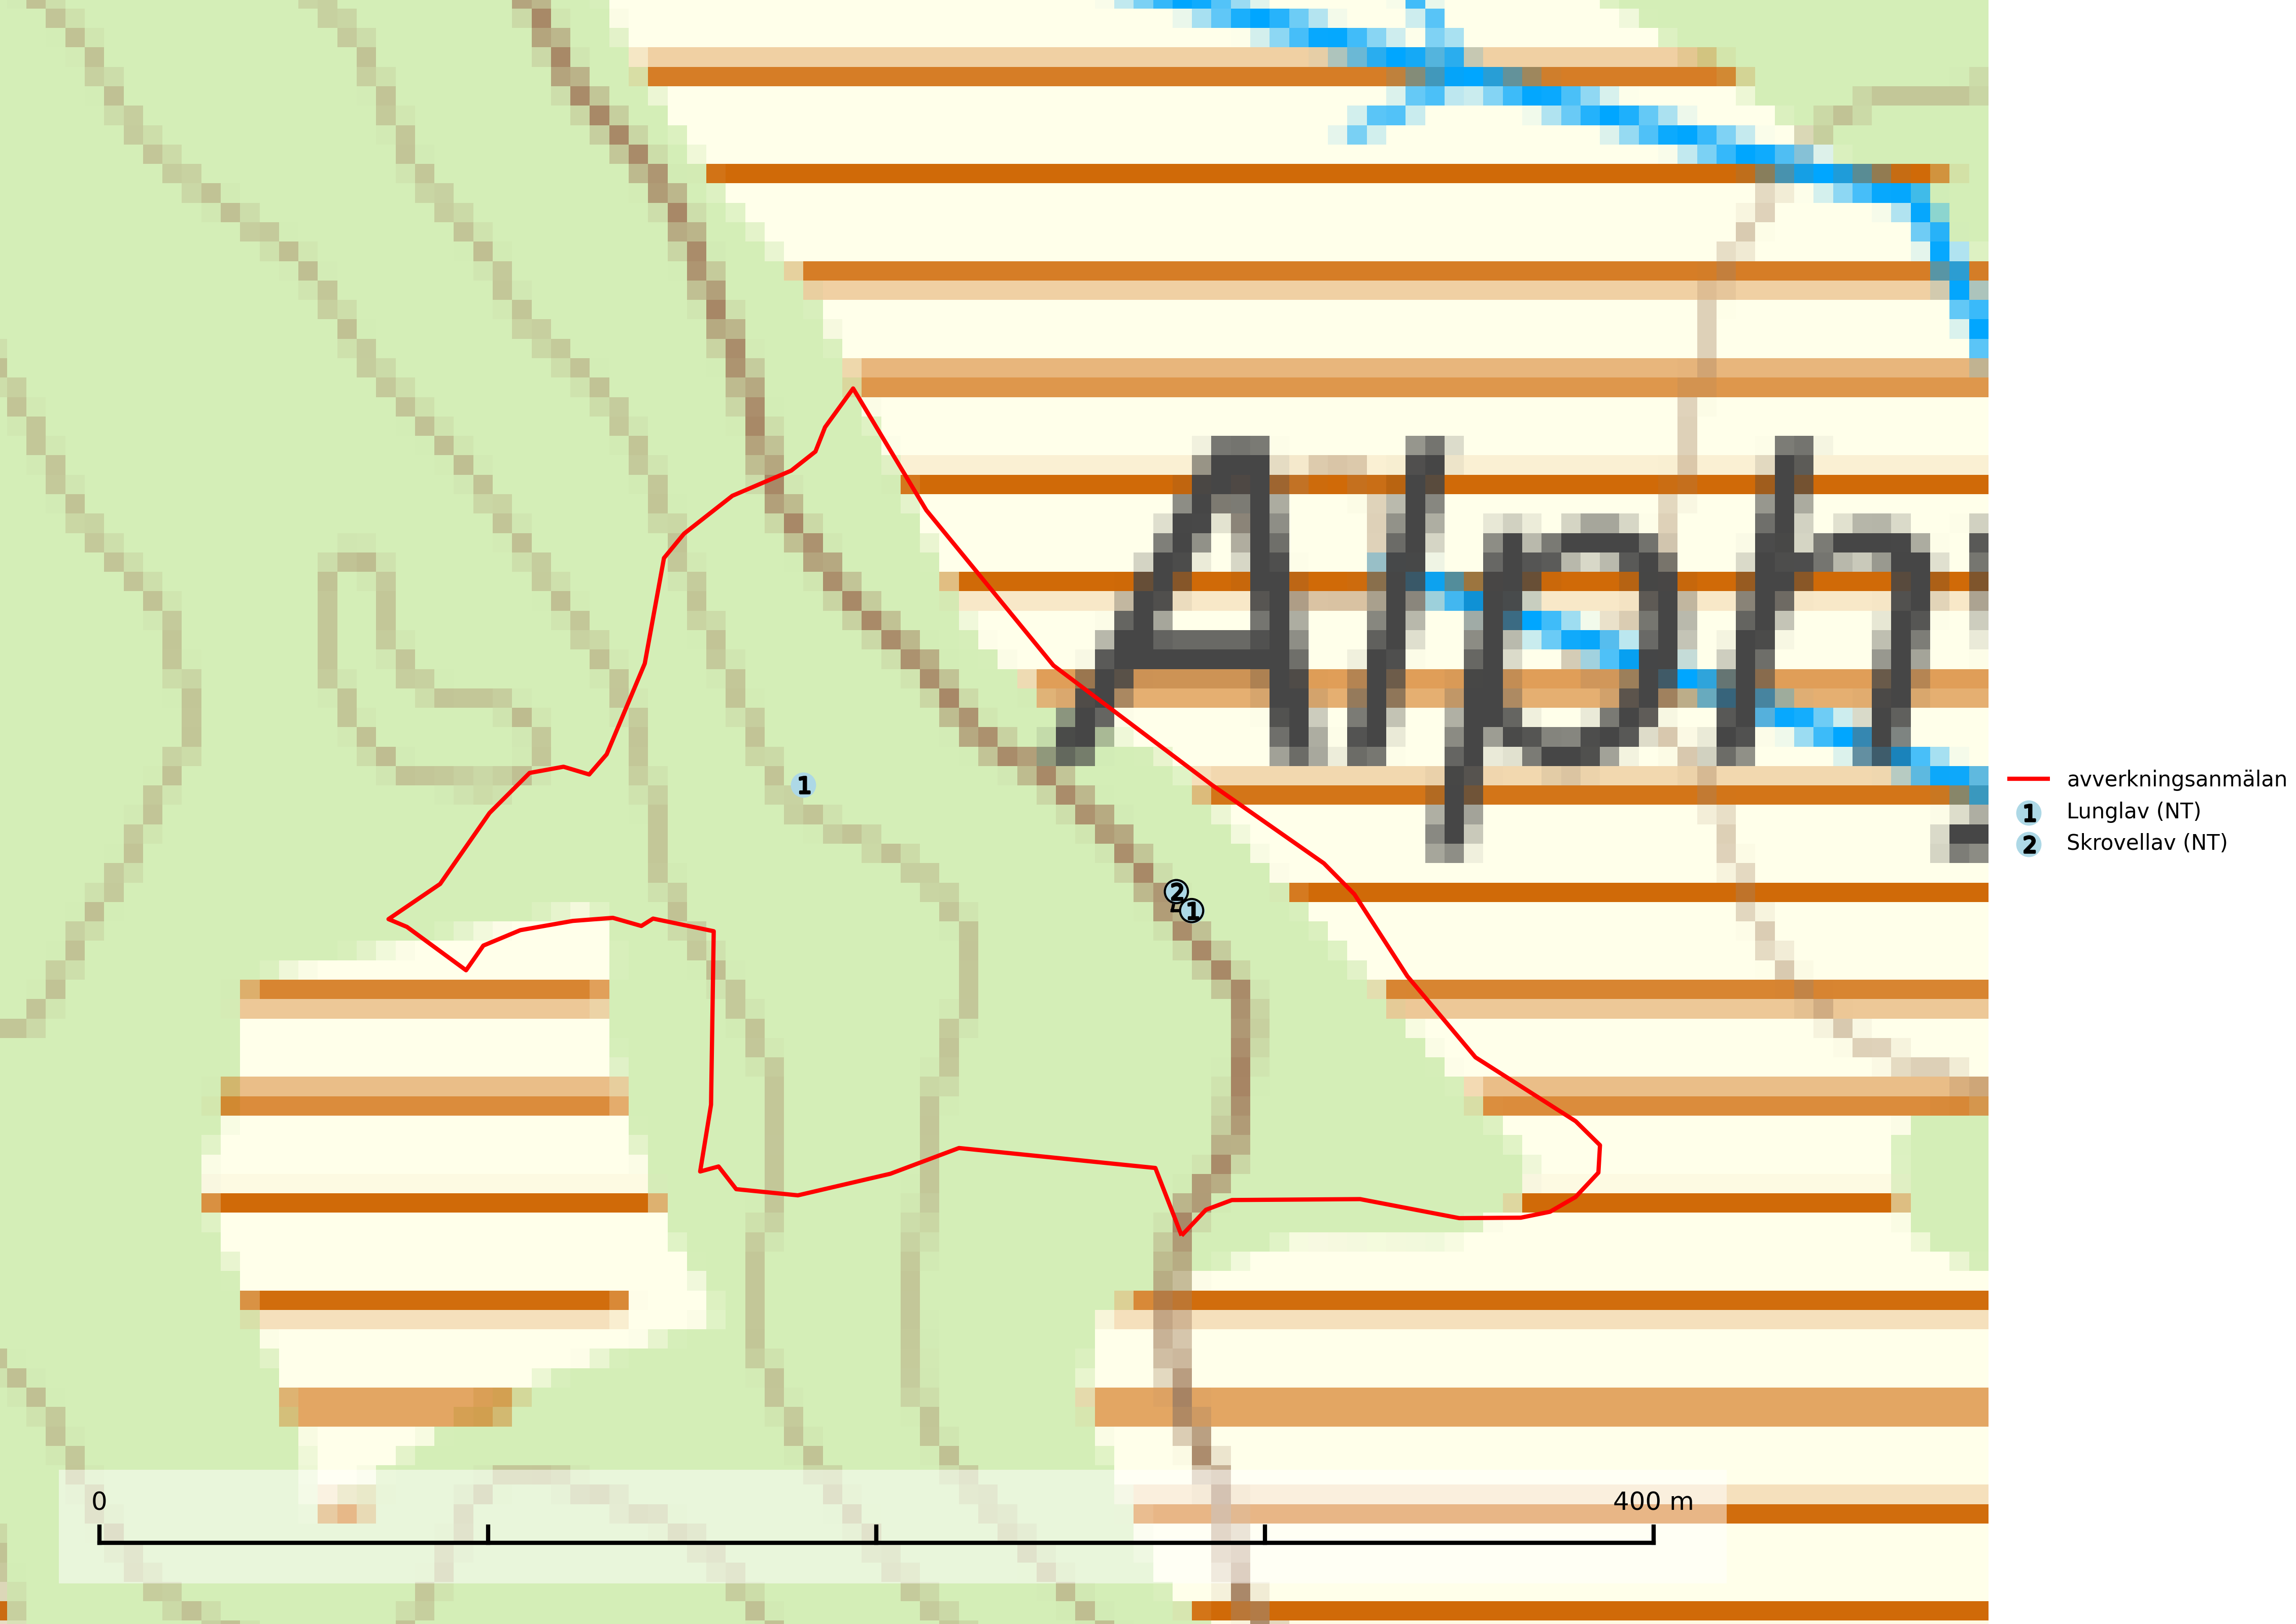 Alph
1
2
1
avverkningsanmälan
1 Lunglav (NT)
2 Skrovellav (NT)
0
400 m